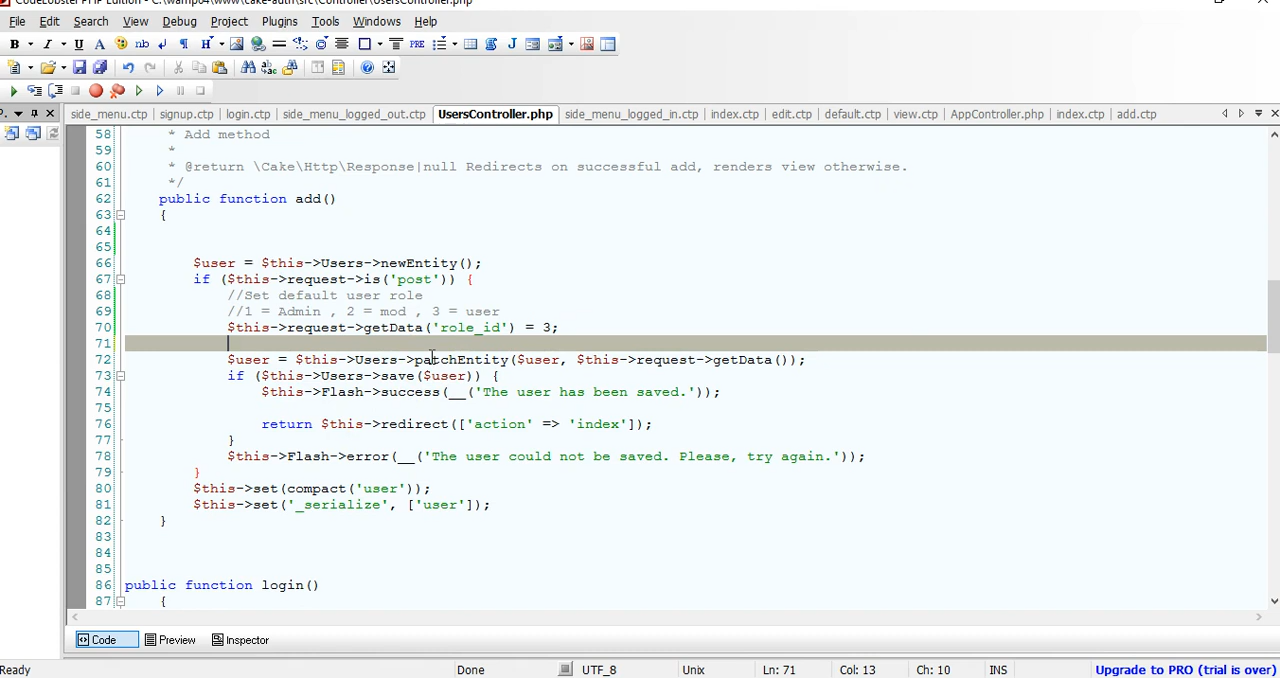 CodeLobster PHP Edition - C:\wamp64\www\cake-auth\src\Controller\UsersController.php
File Edit Search View Debug Project Plugins Tools Windows Help
B I U A nb ¶ H PRE J
P.
side_menu.ctp signup.ctp login.ctp side_menu_logged_out.ctp UsersController.php side_menu_logged_in.ctp index.ctp edit.ctp default.ctp view.ctp AppController.php index.ctp add.ctp
58 * Add method
59 *
60 * @return \Cake\Http\Response|null Redirects on successful add, renders view otherwise.
61 */
62 public function add()
63 {
64
65
66 $user = $this->Users->newEntity();
67 if ($this->request->is('post')) {
68 //Set default user role
69 //1 = Admin , 2 = mod , 3 = user
70 $this->request->getData('role_id') = 3;
71
72 $user = $this->Users->patchEntity($user, $this->request->getData());
73 if ($this->Users->save($user)) {
74 $this->Flash->success(__('The user has been saved.'));
75
76 return $this->redirect(['action' => 'index']);
77 }
78 $this->Flash->error(__('The user could not be saved. Please, try again.'));
79 }
80 $this->set(compact('user'));
81 $this->set('_serialize', ['user']);
82 }
83
84
85
86 public function login()
87 {
Code Preview Inspector
Ready Done UTF_8 Unix Ln: 71 Col: 13 Ch: 10 INS Upgrade to PRO (trial is over)